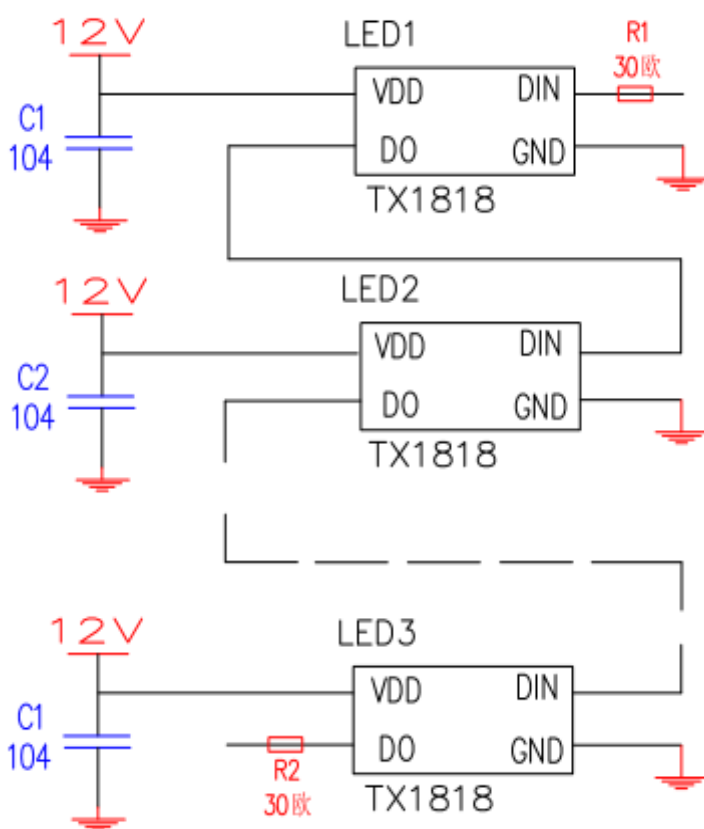 12V
LED1
R1
30欧
C1
104
VDD
DIN
DO
GND
TX1818
12V
LED2
C2
104
VDD
DIN
DO
GND
TX1818
12V
LED3
C1
104
VDD
DIN
DO
GND
R2
30欧
TX1818